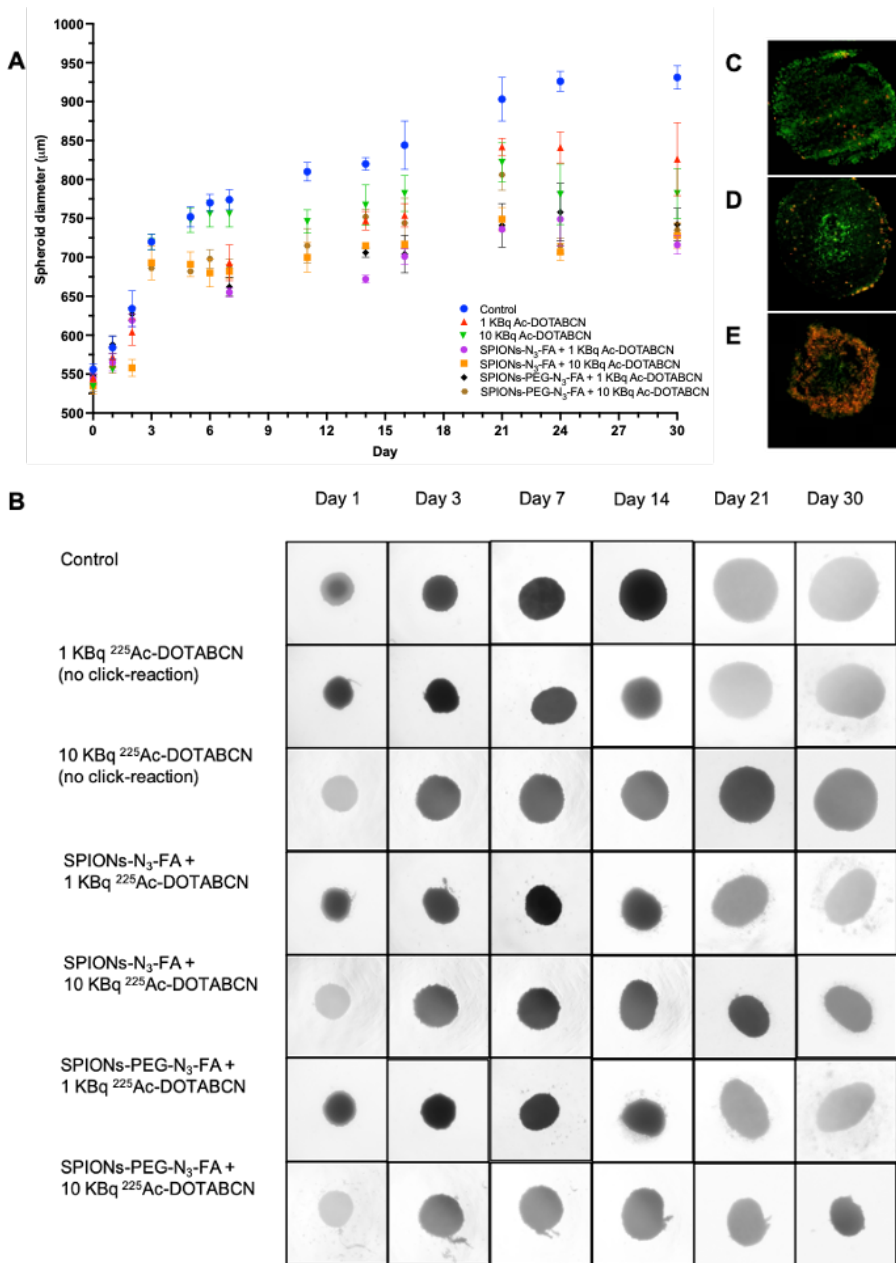 A
1000
950
900
850
800
750
700
650
600
550
500
Spheroid diameter (μm)
0 3 6 9 12 15 18 21 24 27 30
Day
Control
1 KBq Ac-DOTABCN
10 KBq Ac-DOTABCN
SPIONs-N₃-FA + 1 KBq Ac-DOTABCN
SPIONs-N₃-FA + 10 KBq Ac-DOTABCN
SPIONs-PEG-N₃-FA + 1 KBq Ac-DOTABCN
SPIONs-PEG-N₃-FA + 10 KBq Ac-DOTABCN
C
D
E
B
Day 1 Day 3 Day 7 Day 14 Day 21 Day 30
Control
1 KBq ²²⁵Ac-DOTABCN
(no click-reaction)
10 KBq ²²⁵Ac-DOTABCN
(no click-reaction)
SPIONs-N₃-FA +
1 KBq ²²⁵Ac-DOTABCN
SPIONs-N₃-FA +
10 KBq ²²⁵Ac-DOTABCN
SPIONs-PEG-N₃-FA +
1 KBq ²²⁵Ac-DOTABCN
SPIONs-PEG-N₃-FA +
10 KBq ²²⁵Ac-DOTABCN